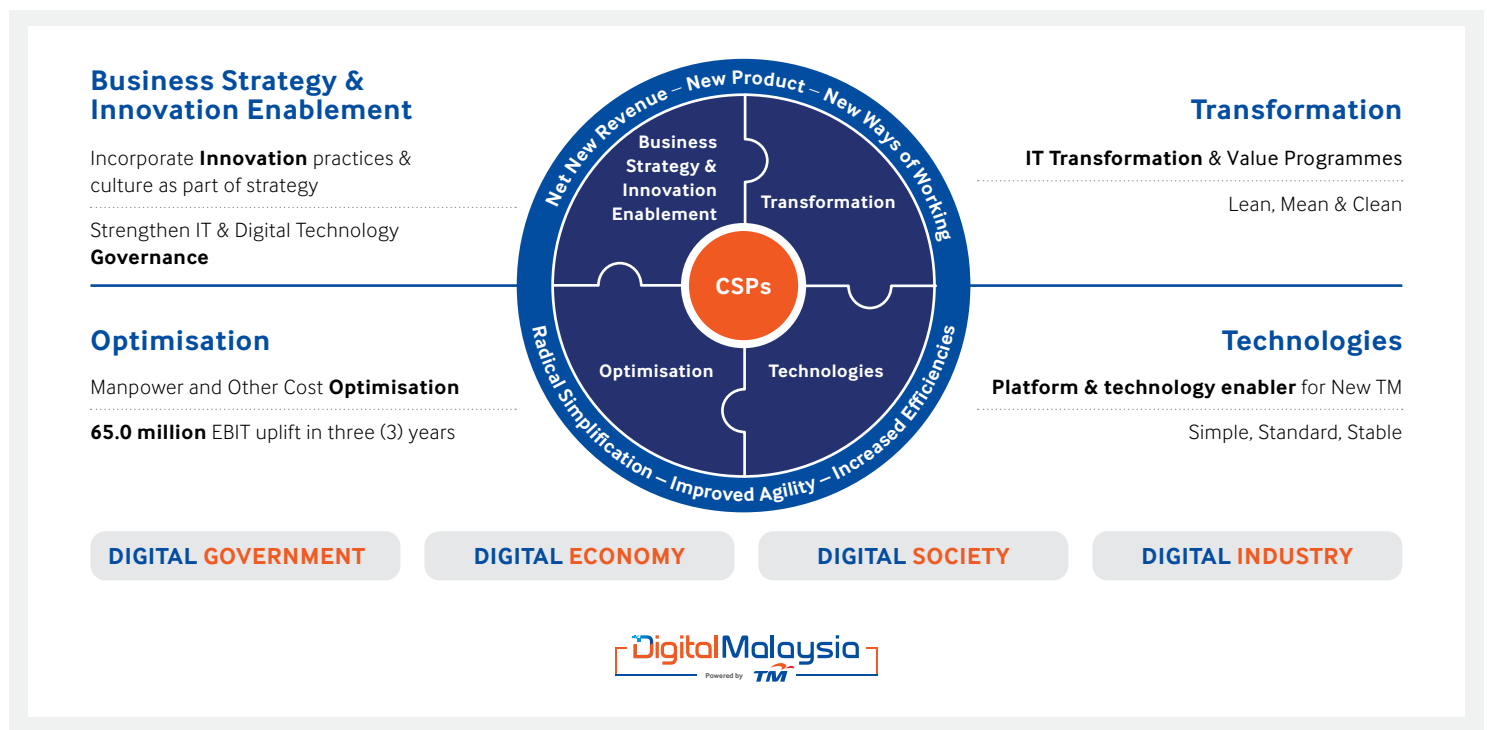 Business Strategy &
Innovation Enablement
Incorporate Innovation practices &
culture as part of strategy
Strengthen IT & Digital Technology
Governance
Optimisation
Manpower and Other Cost Optimisation
65.0 million EBIT uplift in three (3) years
Net New Revenue – New Product – New Ways of Working
Business
Strategy &
Innovation
Enablement
Transformation
CSPs
Optimisation
Technologies
Radical Simplification – Improved Agility – Increased Efficiencies
Transformation
IT Transformation & Value Programmes
Lean, Mean & Clean
Technologies
Platform & technology enabler for New TM
Simple, Standard, Stable
DIGITAL GOVERNMENT
DIGITAL ECONOMY
DIGITAL SOCIETY
DIGITAL INDUSTRY
DigitalMalaysia
Powered by TM